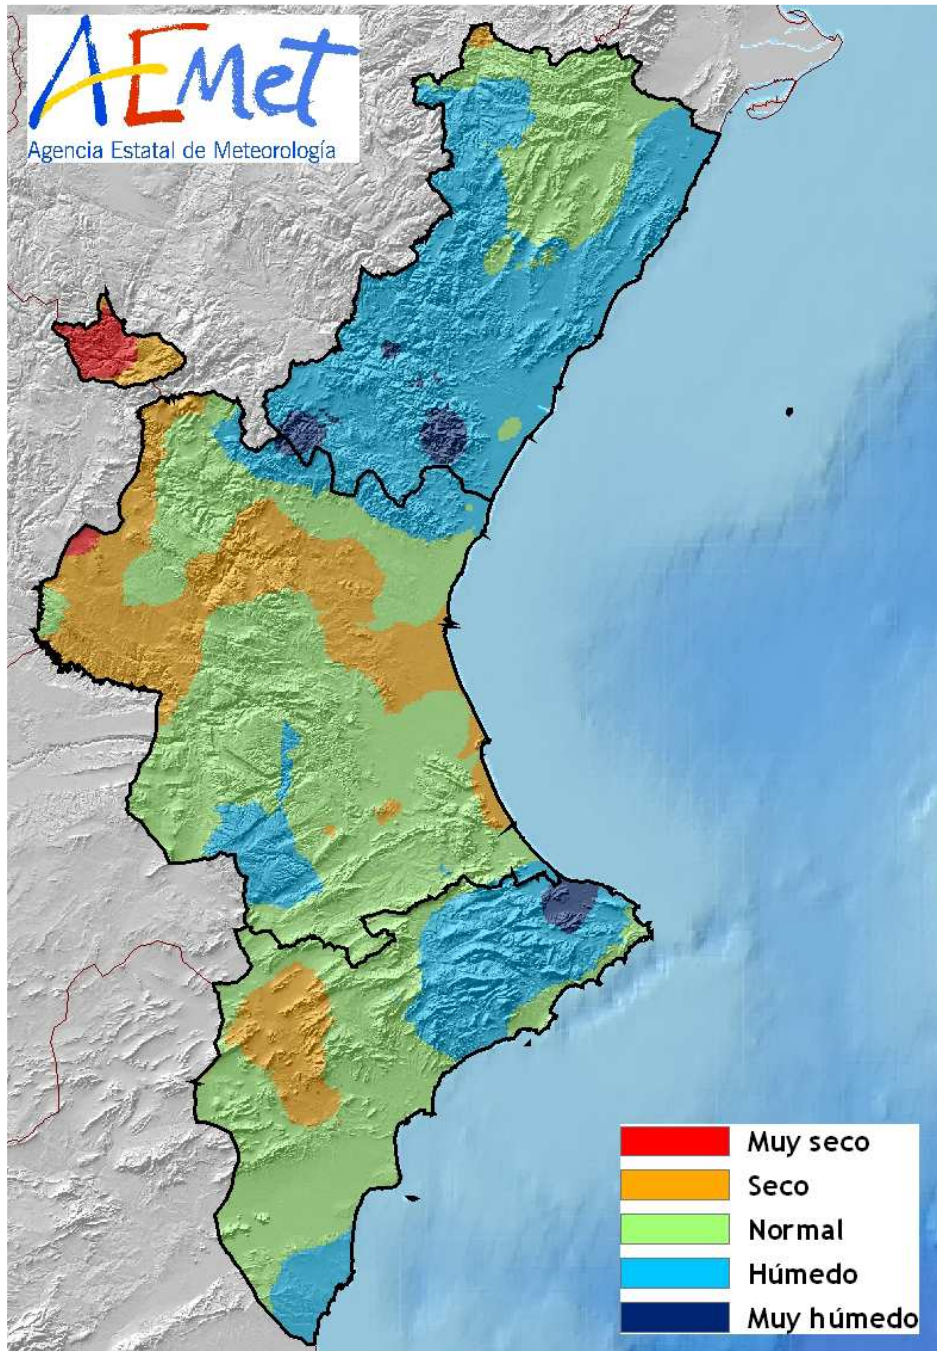 AEMet
Agencia Estatal de Meteorología
Muy seco
Seco
Normal
Húmedo
Muy húmedo